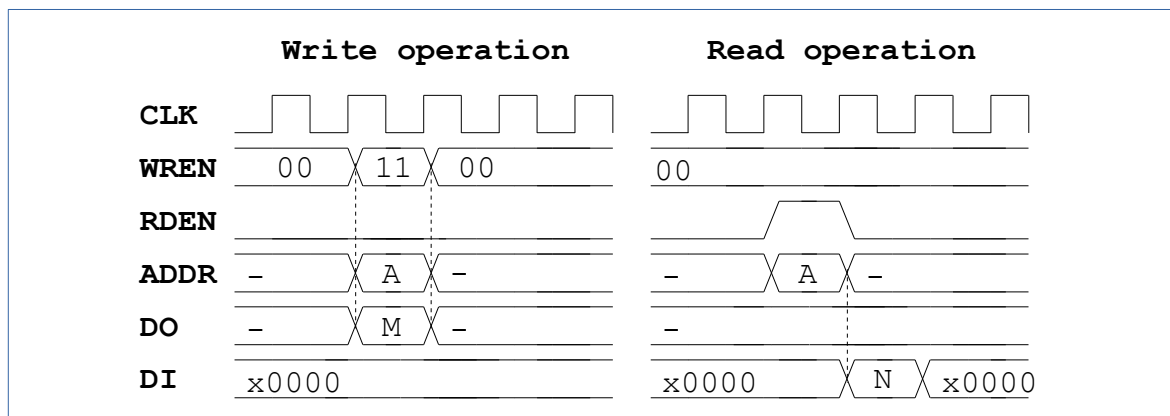 Write operation Read operation
CLK
WREN 00 11 00 00
RDEN
ADDR - A - - A -
DO - M - -
DI x0000 x0000 N x0000